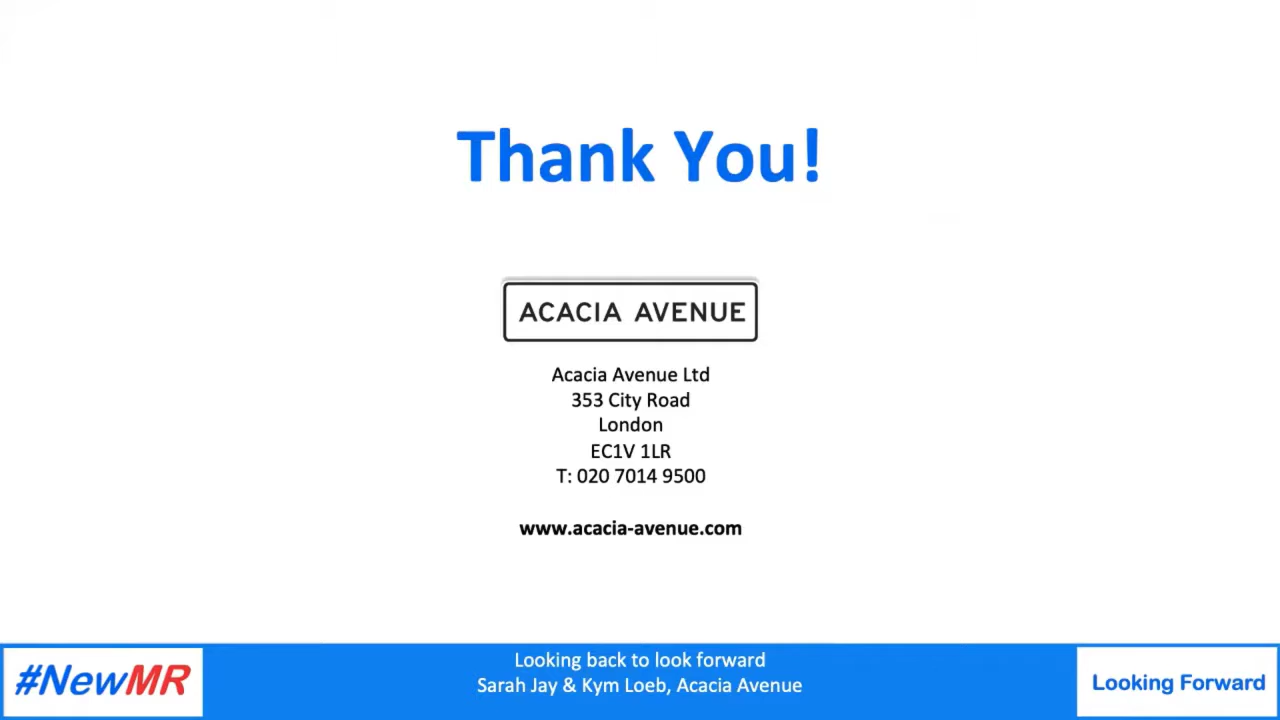 Thank You!
ACACIA AVENUE
Acacia Avenue Ltd
353 City Road
London
EC1V 1LR
T: 020 7014 9500
www.acacia-avenue.com
#NewMR
Looking back to look forward
Sarah Jay & Kym Loeb, Acacia Avenue
Looking Forward